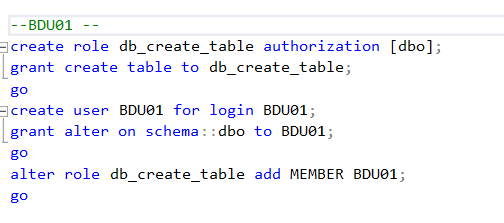 --BDU01 --
create role db_create_table authorization [dbo];
grant create table to db_create_table;
go
create user BDU01 for login BDU01;
grant alter on schema::dbo to BDU01;
go
alter role db_create_table add MEMBER BDU01;
go